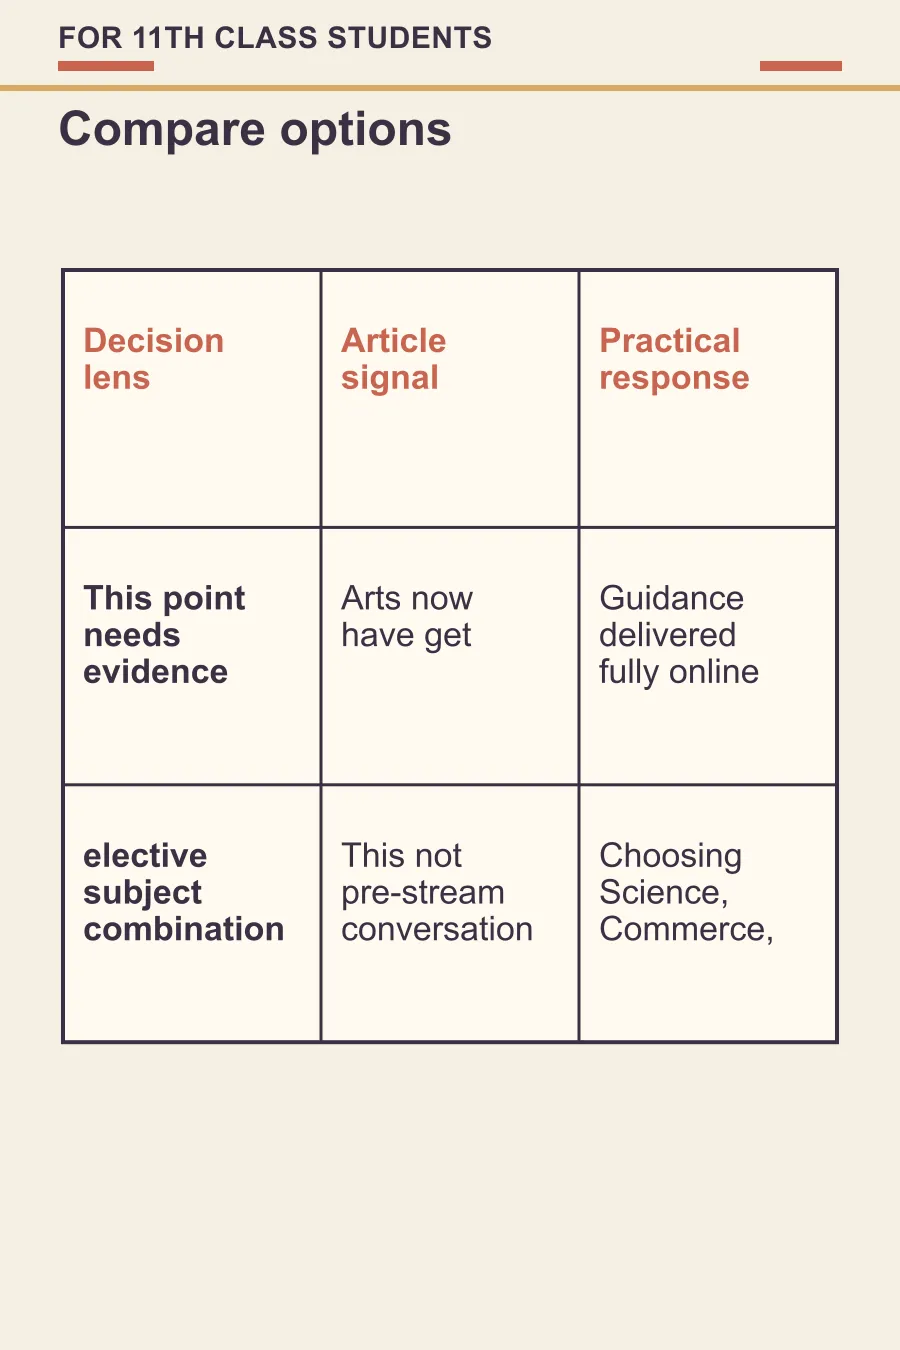 FOR 11TH CLASS STUDENTS
Compare options
Decision
lens
Article
signal
Practical
response
This point
needs
evidence
Arts now
have get
Guidance
delivered
fully online
elective
subject
combination
This not
pre-stream
conversation
Choosing
Science,
Commerce,